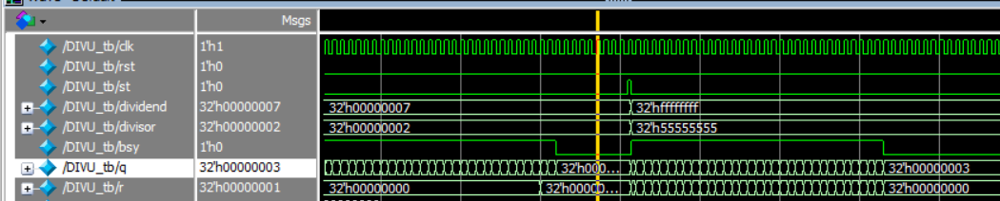 Msgs
/DIVU_tb/clk 1'h1
/DIVU_tb/rst 1'h0
/DIVU_tb/st 1'h0
/DIVU_tb/dividend 32'h00000007 32'h00000007 32'hffffffff
/DIVU_tb/divisor 32'h00000002 32'h00000002 32'h55555555
/DIVU_tb/bsy 1'h0
/DIVU_tb/q 32'h00000003 32'h000... 32'h00000003
/DIVU_tb/r 32'h00000001 32'h00000000 32'h00000... 32'h00000000